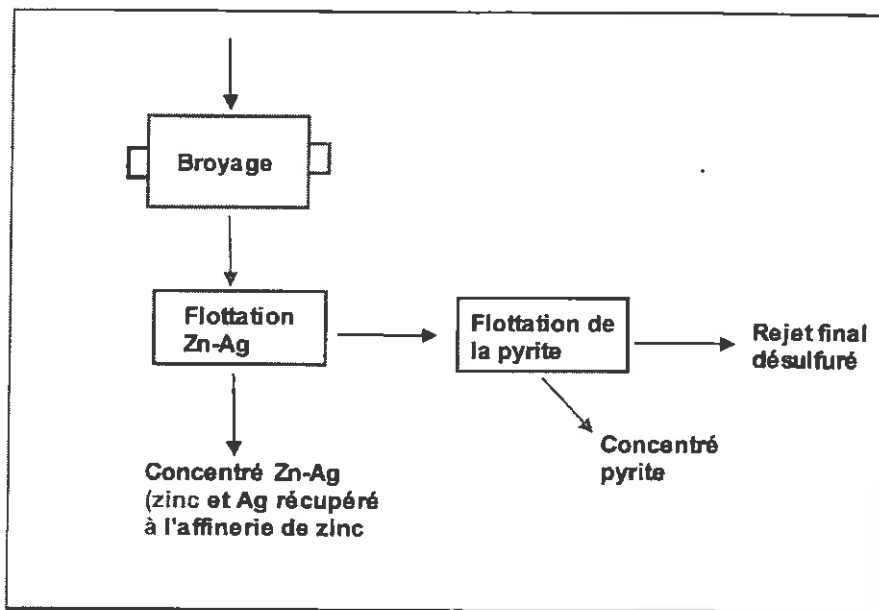 Broyage
Flottation
Zn-Ag
Flottation de
la pyrite
Rejet final
désulfuré
Concentré
pyrite
Concentré Zn-Ag
(zinc et Ag récupéré
à l'affinerie de zinc